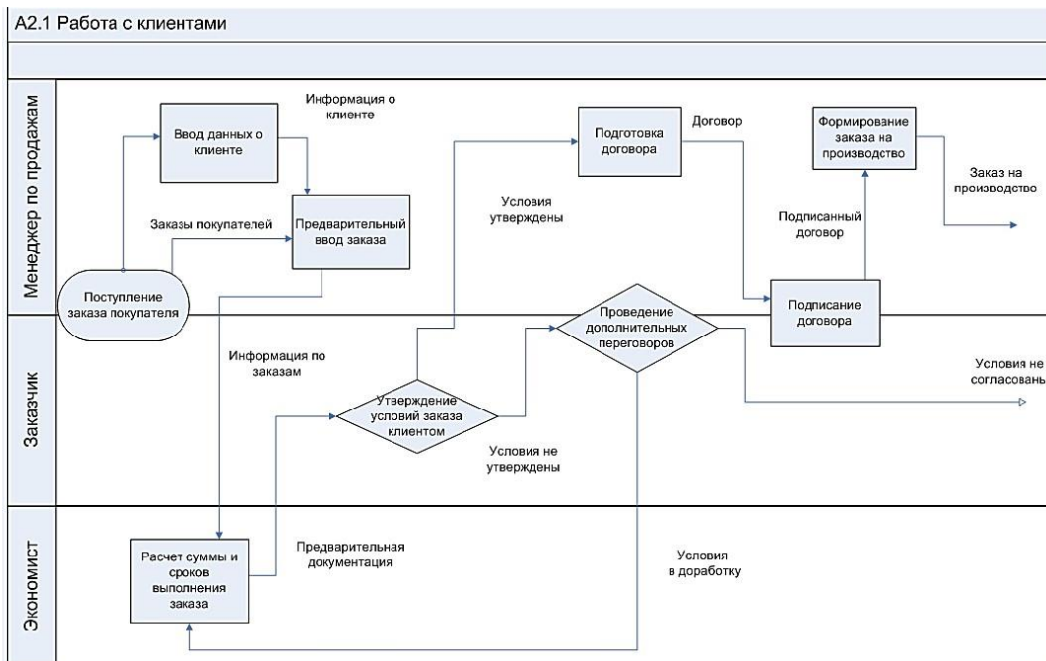 А2.1 Работа с клиентами
Менеджер по продажам
Информация о
клиенте
Ввод данных о
клиенте
Заказы покупателей
Предварительный
ввод заказа
Поступление
заказа покупателя
Подготовка
договора
Договор
Условия
утверждены
Формирование
заказа на
производство
Заказ на
производство
Подписанный
договор
Подписание
договора
Заказчик
Информация по
заказам
Утверждение
условий заказа
клиентом
Условия не
утверждены
Проведение
дополнительных
переговоров
Условия не
согласованы
Экономист
Расчет суммы и
сроков
выполнения
заказа
Предварительная
документация
Условия
в доработку